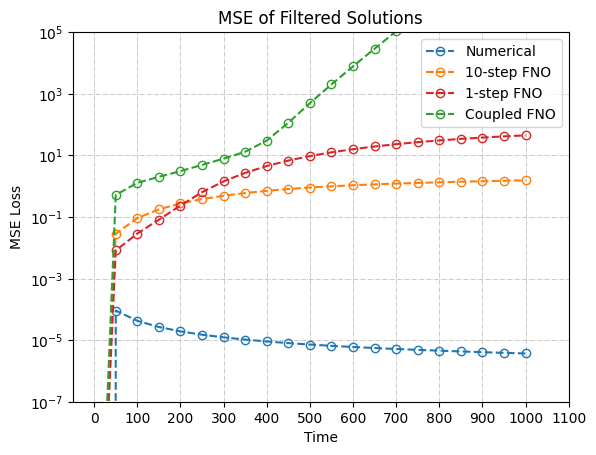 MSE of Filtered Solutions
10^5
10^3
10^1
10^−1
10^−3
10^−5
10^−7
MSE Loss
Numerical
10-step FNO
1-step FNO
Coupled FNO
0 100 200 300 400 500 600 700 800 900 1000 1100
Time